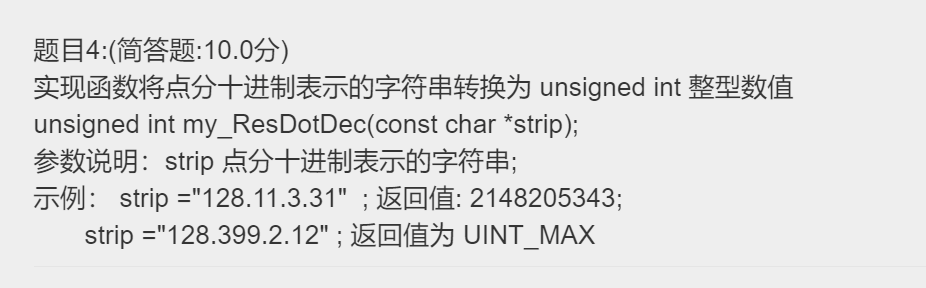 题目4:(简答题:10.0分)
实现函数将点分十进制表示的字符串转换为 unsigned int 整型数值
unsigned int my_ResDotDec(const char *strip);
参数说明：strip 点分十进制表示的字符串;
示例： strip ="128.11.3.31" ; 返回值: 2148205343;
strip ="128.399.2.12" ; 返回值为 UINT_MAX